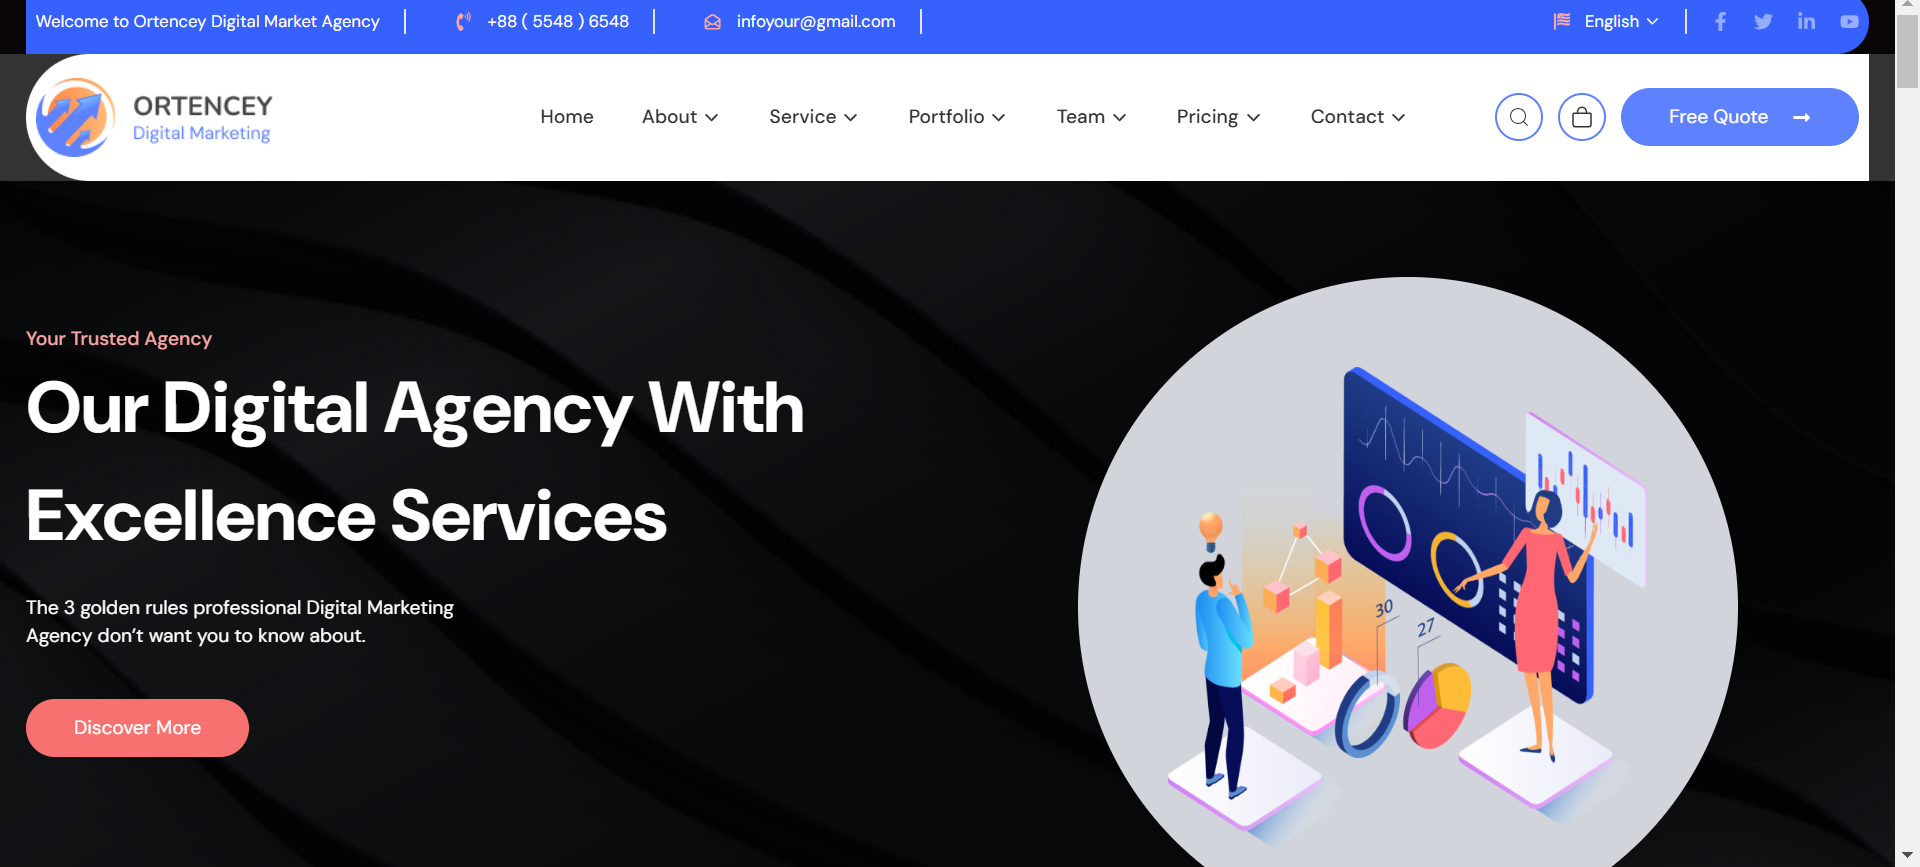 Welcome to Ortencey Digital Market Agency
+88 ( 5548 ) 6548
infoyour@gmail.com
English
ORTENCEY
Digital Marketing
Home
About
Service
Portfolio
Team
Pricing
Contact
Free Quote
Your Trusted Agency
Our Digital Agency With
Excellence Services
The 3 golden rules professional Digital Marketing
Agency don’t want you to know about.
Discover More
30
27